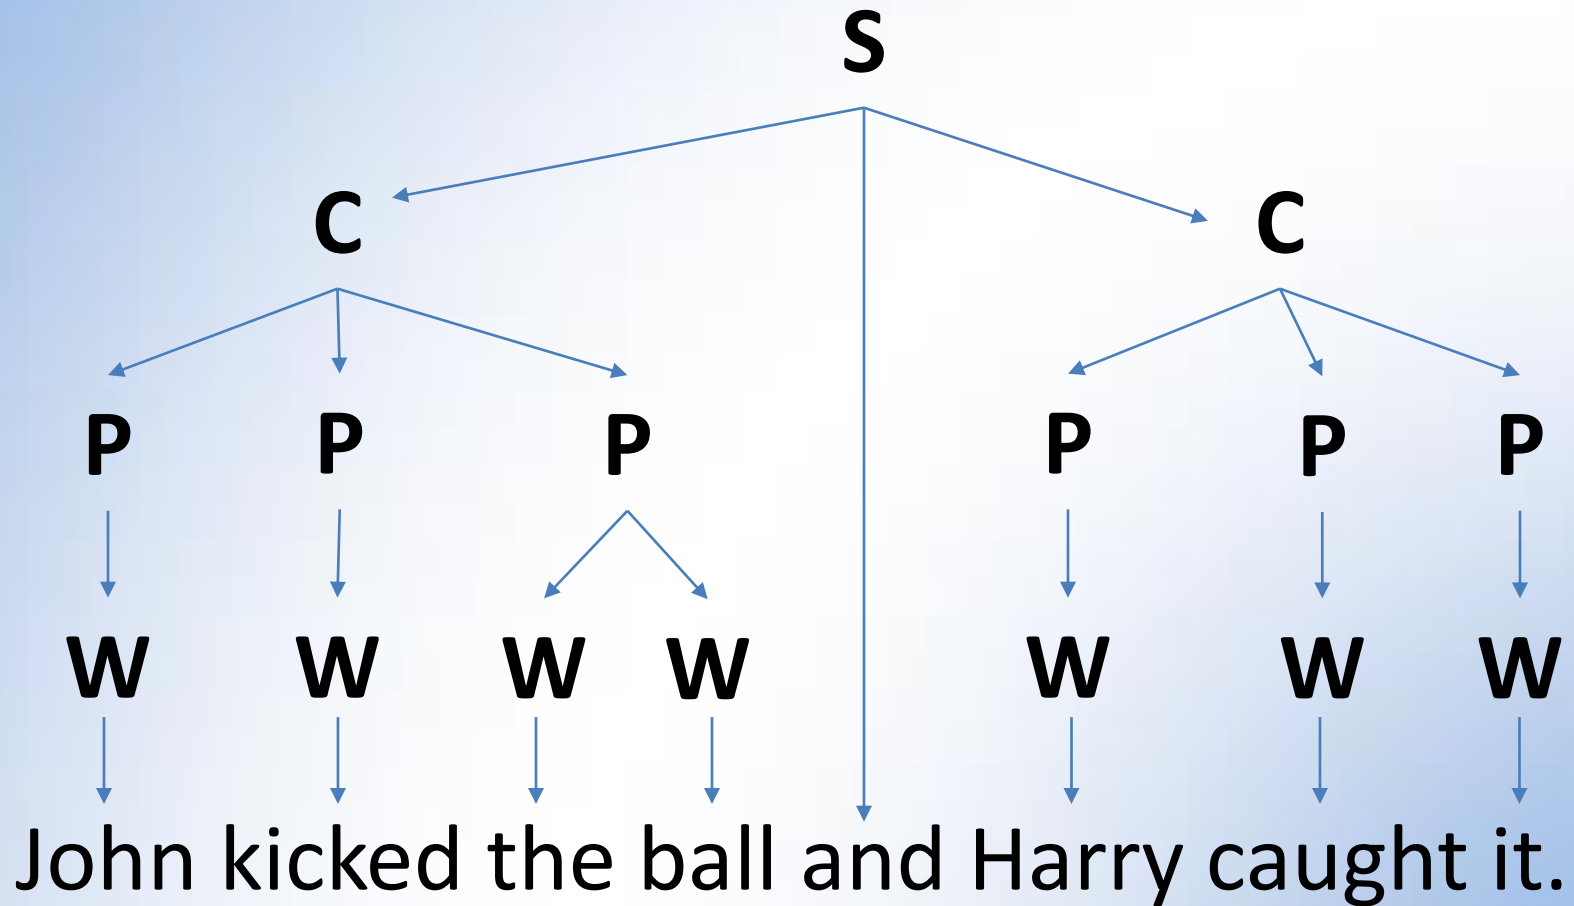 S
C C
P P P P P P
W W W W W W W
John kicked the ball and Harry caught it.